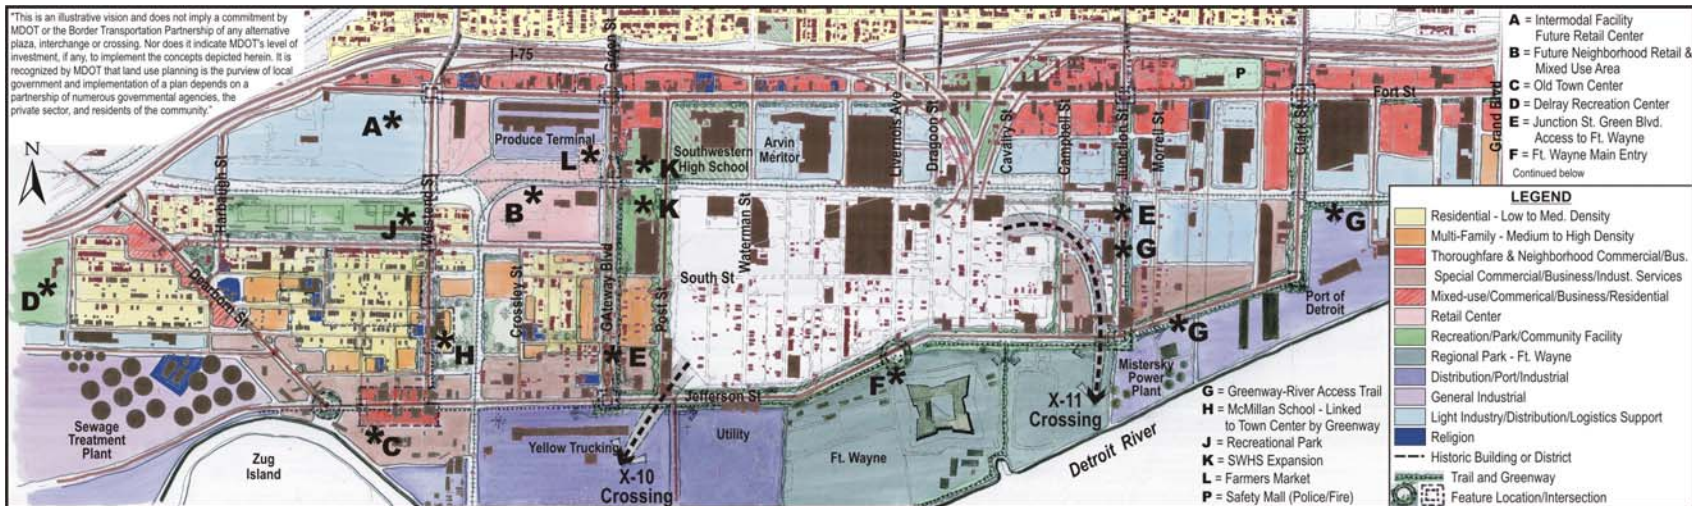 "This is an illustrative vision and does not imply a commitment by
MDOT or the Border Transportation Partnership of any alternative
plaza, interchange or crossing. Nor does it indicate MDOT's level of
investment, if any, to implement the concepts depicted herein. It is
recognized by MDOT that land use planning is the purview of local
government and implementation of a plan depends on a
partnership of numerous governmental agencies, the
private sector, and residents of the community."
I-75
Green St
N
A*
Produce Terminal
L*
*K
Southwestern
High School
Arvin
Meritor
Livernois Ave
Dragoon St
Cavalry St
Campbell St
Junction St
Morrell St
P
Clark St
Fort St
Grand Blvd
Harbaugh St
Westend St
J*
B*
*K
Waterman St
*E
*G
*G
D*
Dearborn St
Crossley St
GAteway Blvd
Post St
South St
*H
*E
F*
*G
Port of
Detroit
Sewage
Treatment
Plant
*C
Zug
Island
Yellow Trucking
X-10
Crossing
Jefferson St
Utility
Ft. Wayne
X-11
Crossing
Mistersky
Power
Plant
Detroit River
A = Intermodal Facility
Future Retail Center
B = Future Neighborhood Retail &
Mixed Use Area
C = Old Town Center
D = Delray Recreation Center
E = Junction St. Green Blvd.
Access to Ft. Wayne
F = Ft. Wayne Main Entry
Continued below
G = Greenway-River Access Trail
H = McMillan School - Linked
to Town Center by Greenway
J = Recreational Park
K = SWHS Expansion
L = Farmers Market
P = Safety Mall (Police/Fire)
LEGEND
Residential - Low to Med. Density
Multi-Family - Medium to High Density
Thoroughfare & Neighborhood Commercial/Bus.
Special Commercial/Business/Indust. Services
Mixed-use/Commerical/Business/Residential
Retail Center
Recreation/Park/Community Facility
Regional Park - Ft. Wayne
Distribution/Port/Industrial
General Industrial
Light Industry/Distribution/Logistics Support
Religion
Historic Building or District
Trail and Greenway
Feature Location/Intersection